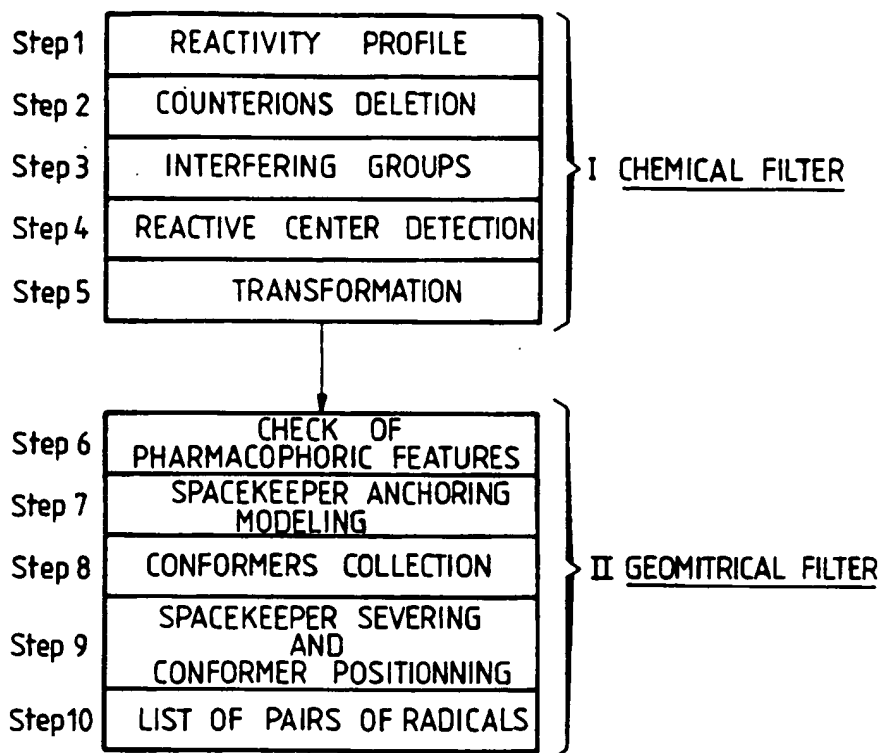 Step 1 REACTIVITY PROFILE
Step 2 COUNTERIONS DELETION
Step 3 INTERFERING GROUPS
Step 4 REACTIVE CENTER DETECTION
Step 5 TRANSFORMATION
I CHEMICAL FILTER
Step 6 CHECK OF
PHARMACOPHORIC FEATURES
Step 7 SPACEKEEPER ANCHORING
MODELING
Step 8 CONFORMERS COLLECTION
Step 9 SPACEKEEPER SEVERING
AND
CONFORMER POSITIONNING
Step 10 LIST OF PAIRS OF RADICALS
II GEOMITRICAL FILTER